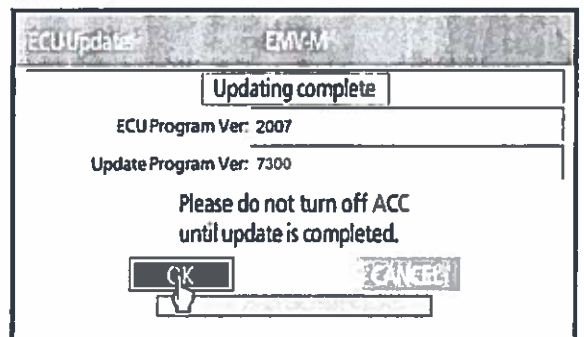 ECU Update EMV-M
Updating complete
ECU Program Ver: 2007
Update Program Ver: 7300
Please do not turn off ACC
until update is completed.
OK CANCEL